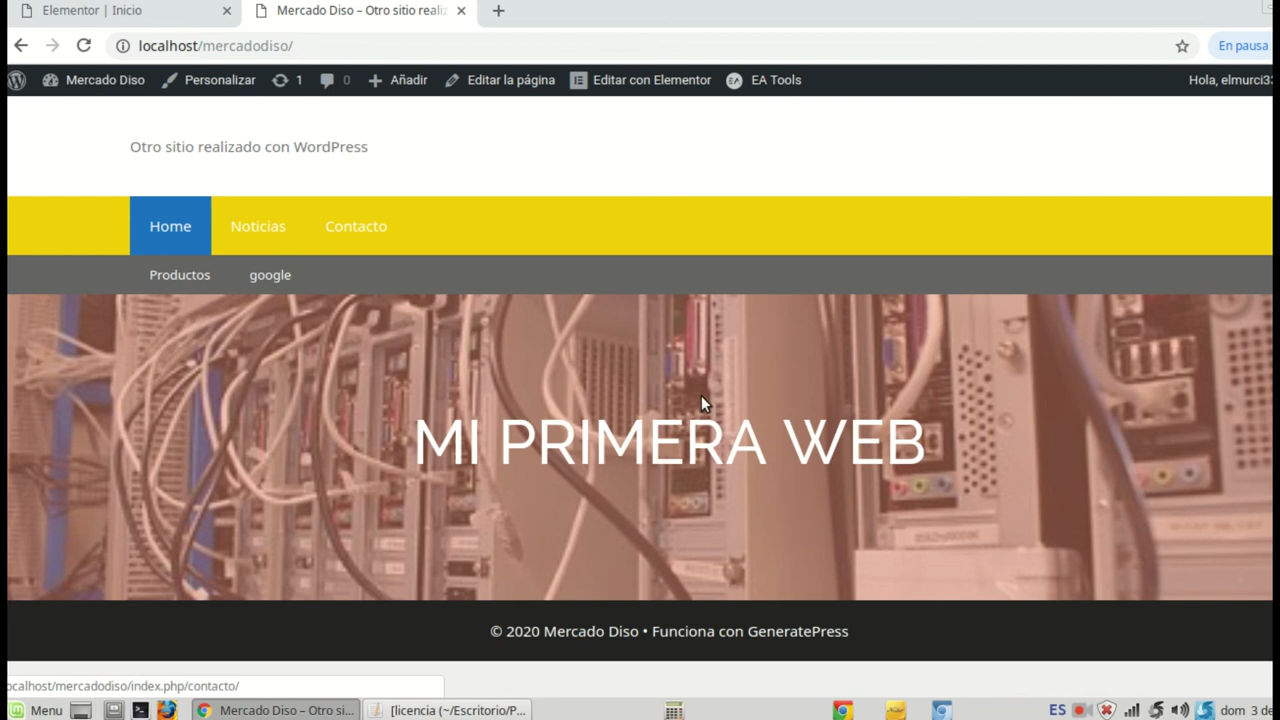 Elementor | Inicio
Mercado Diso – Otro sitio realiz
localhost/mercadodiso/
En pausa
Mercado Diso Personalizar 1 0 Añadir Editar la página Editar con Elementor EA Tools
Hola, elmurci33
Otro sitio realizado con WordPress
Home Noticias Contacto
Productos google
MI PRIMERA WEB
© 2020 Mercado Diso • Funciona con GeneratePress
ocalhost/mercadodiso/index.php/contacto/
Menu Mercado Diso – Otro si... [licencia (~/Escritorio/P... ES dom 3 de